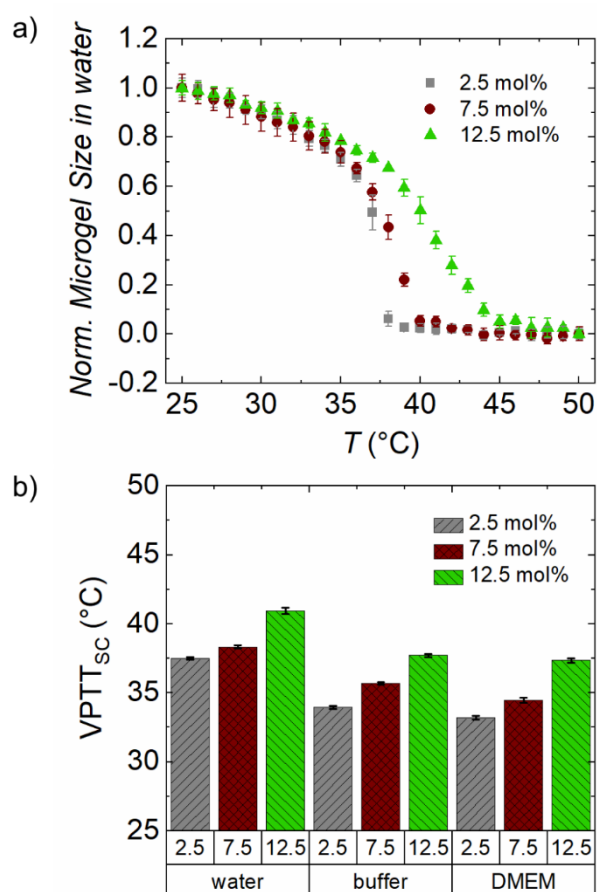 a)
Norm. Microgel Size in water
1.2
1.0
0.8
0.6
0.4
0.2
0.0
-0.2
2.5 mol%
7.5 mol%
12.5 mol%
25 30 35 40 45 50
T (°C)
b)
VPTTSC (°C)
50
45
40
35
30
25
2.5 mol%
7.5 mol%
12.5 mol%
2.5 7.5 12.5 2.5 7.5 12.5 2.5 7.5 12.5
water buffer DMEM